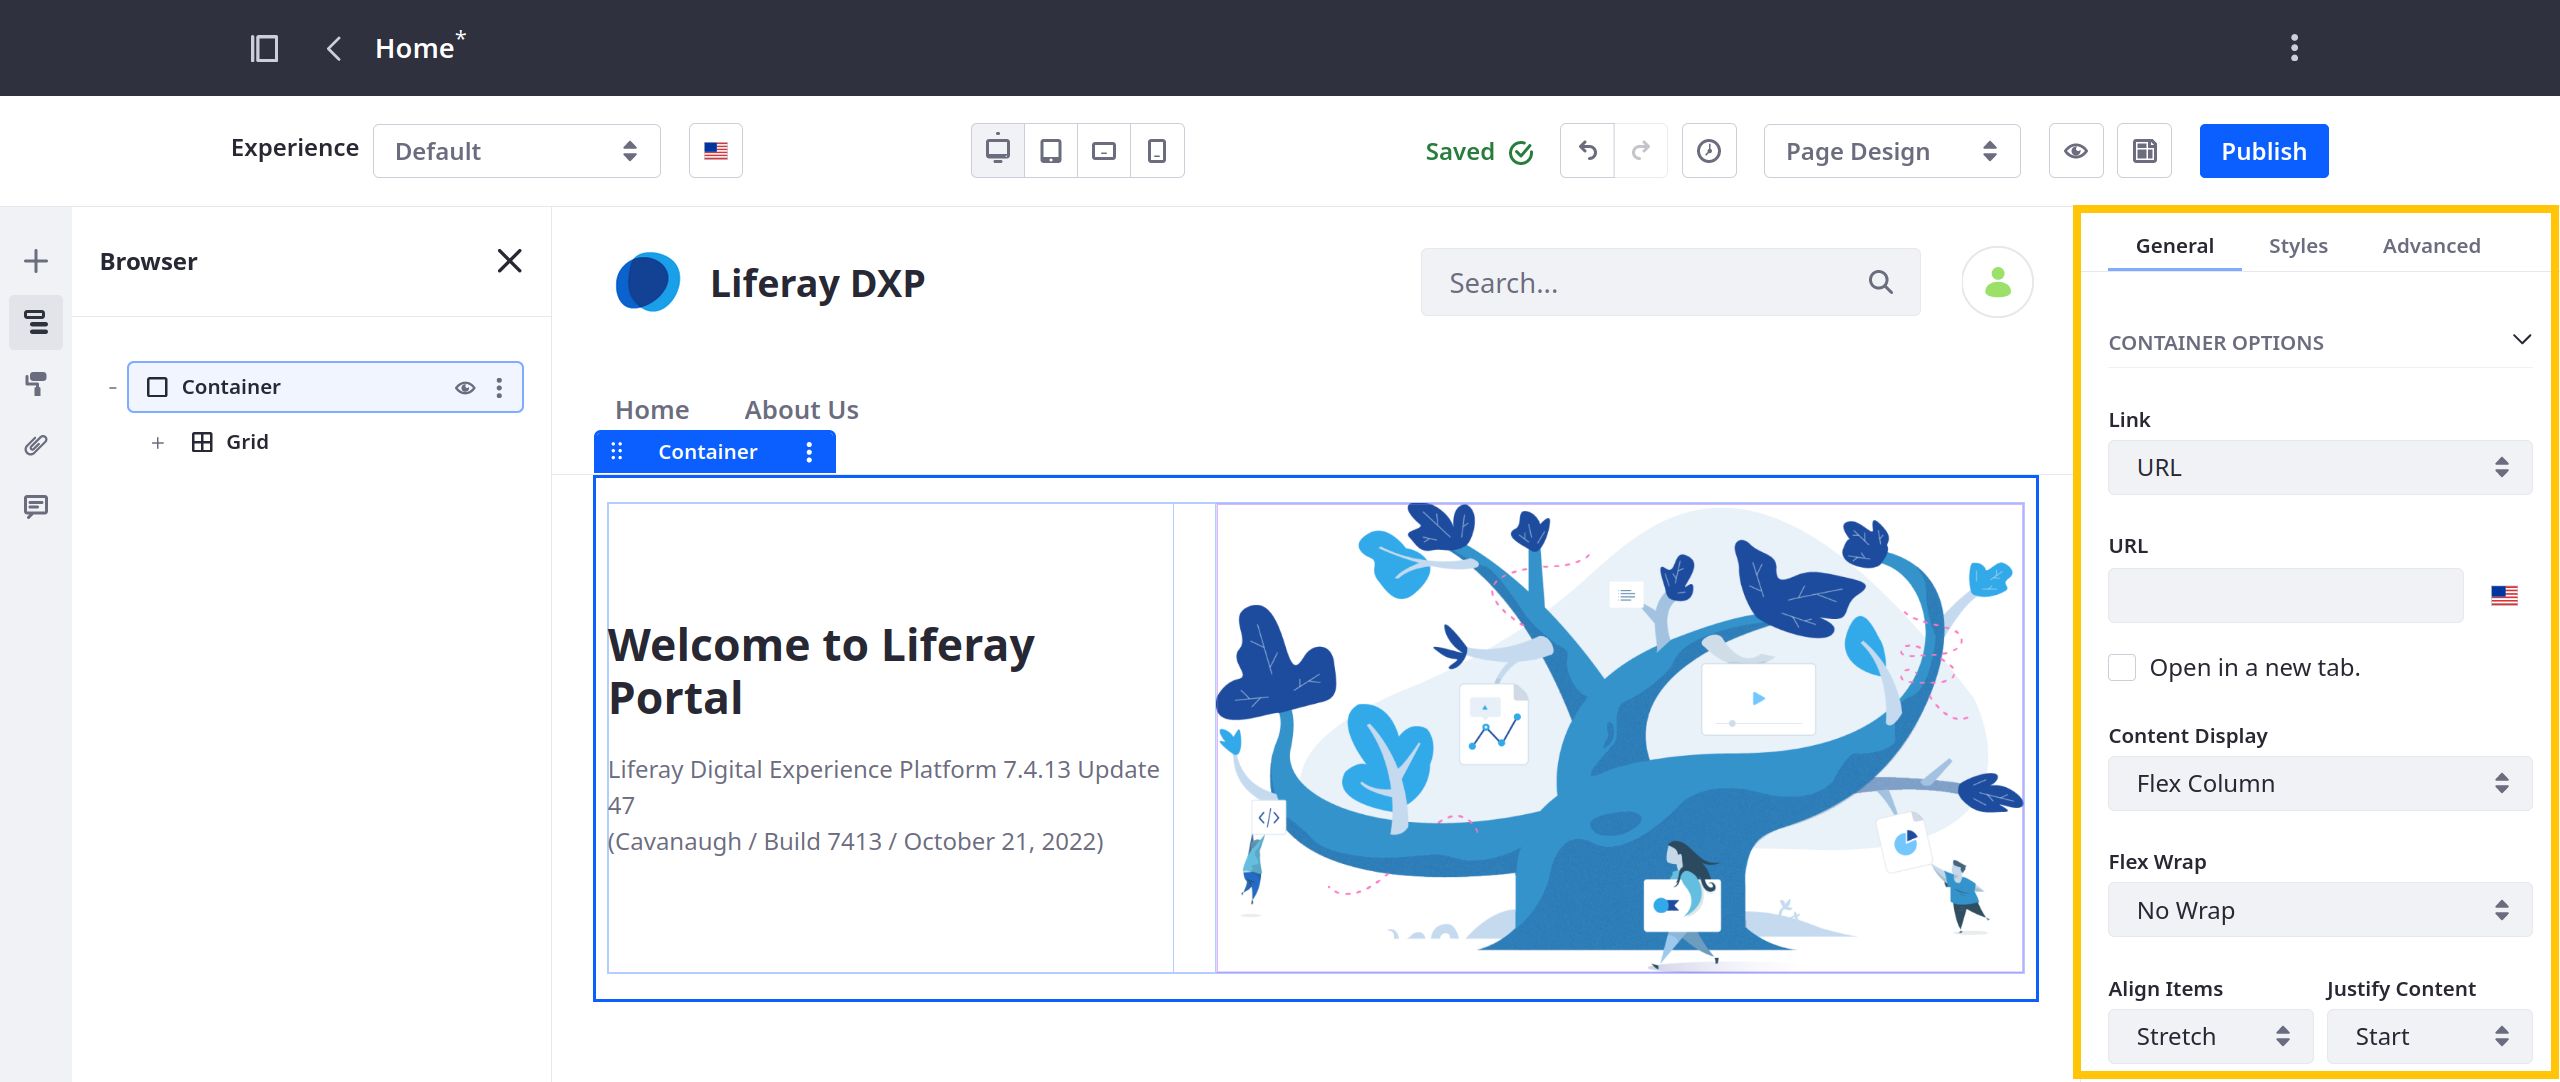 Home*
Experience Default
Saved Page Design Publish
Browser
Container
Grid
Liferay DXP
Search...
Home About Us
Container
Welcome to Liferay
Portal
Liferay Digital Experience Platform 7.4.13 Update
47
(Cavanaugh / Build 7413 / October 21, 2022)
</>
General Styles Advanced
CONTAINER OPTIONS
Link
URL
URL
Open in a new tab.
Content Display
Flex Column
Flex Wrap
No Wrap
Align Items Justify Content
Stretch Start